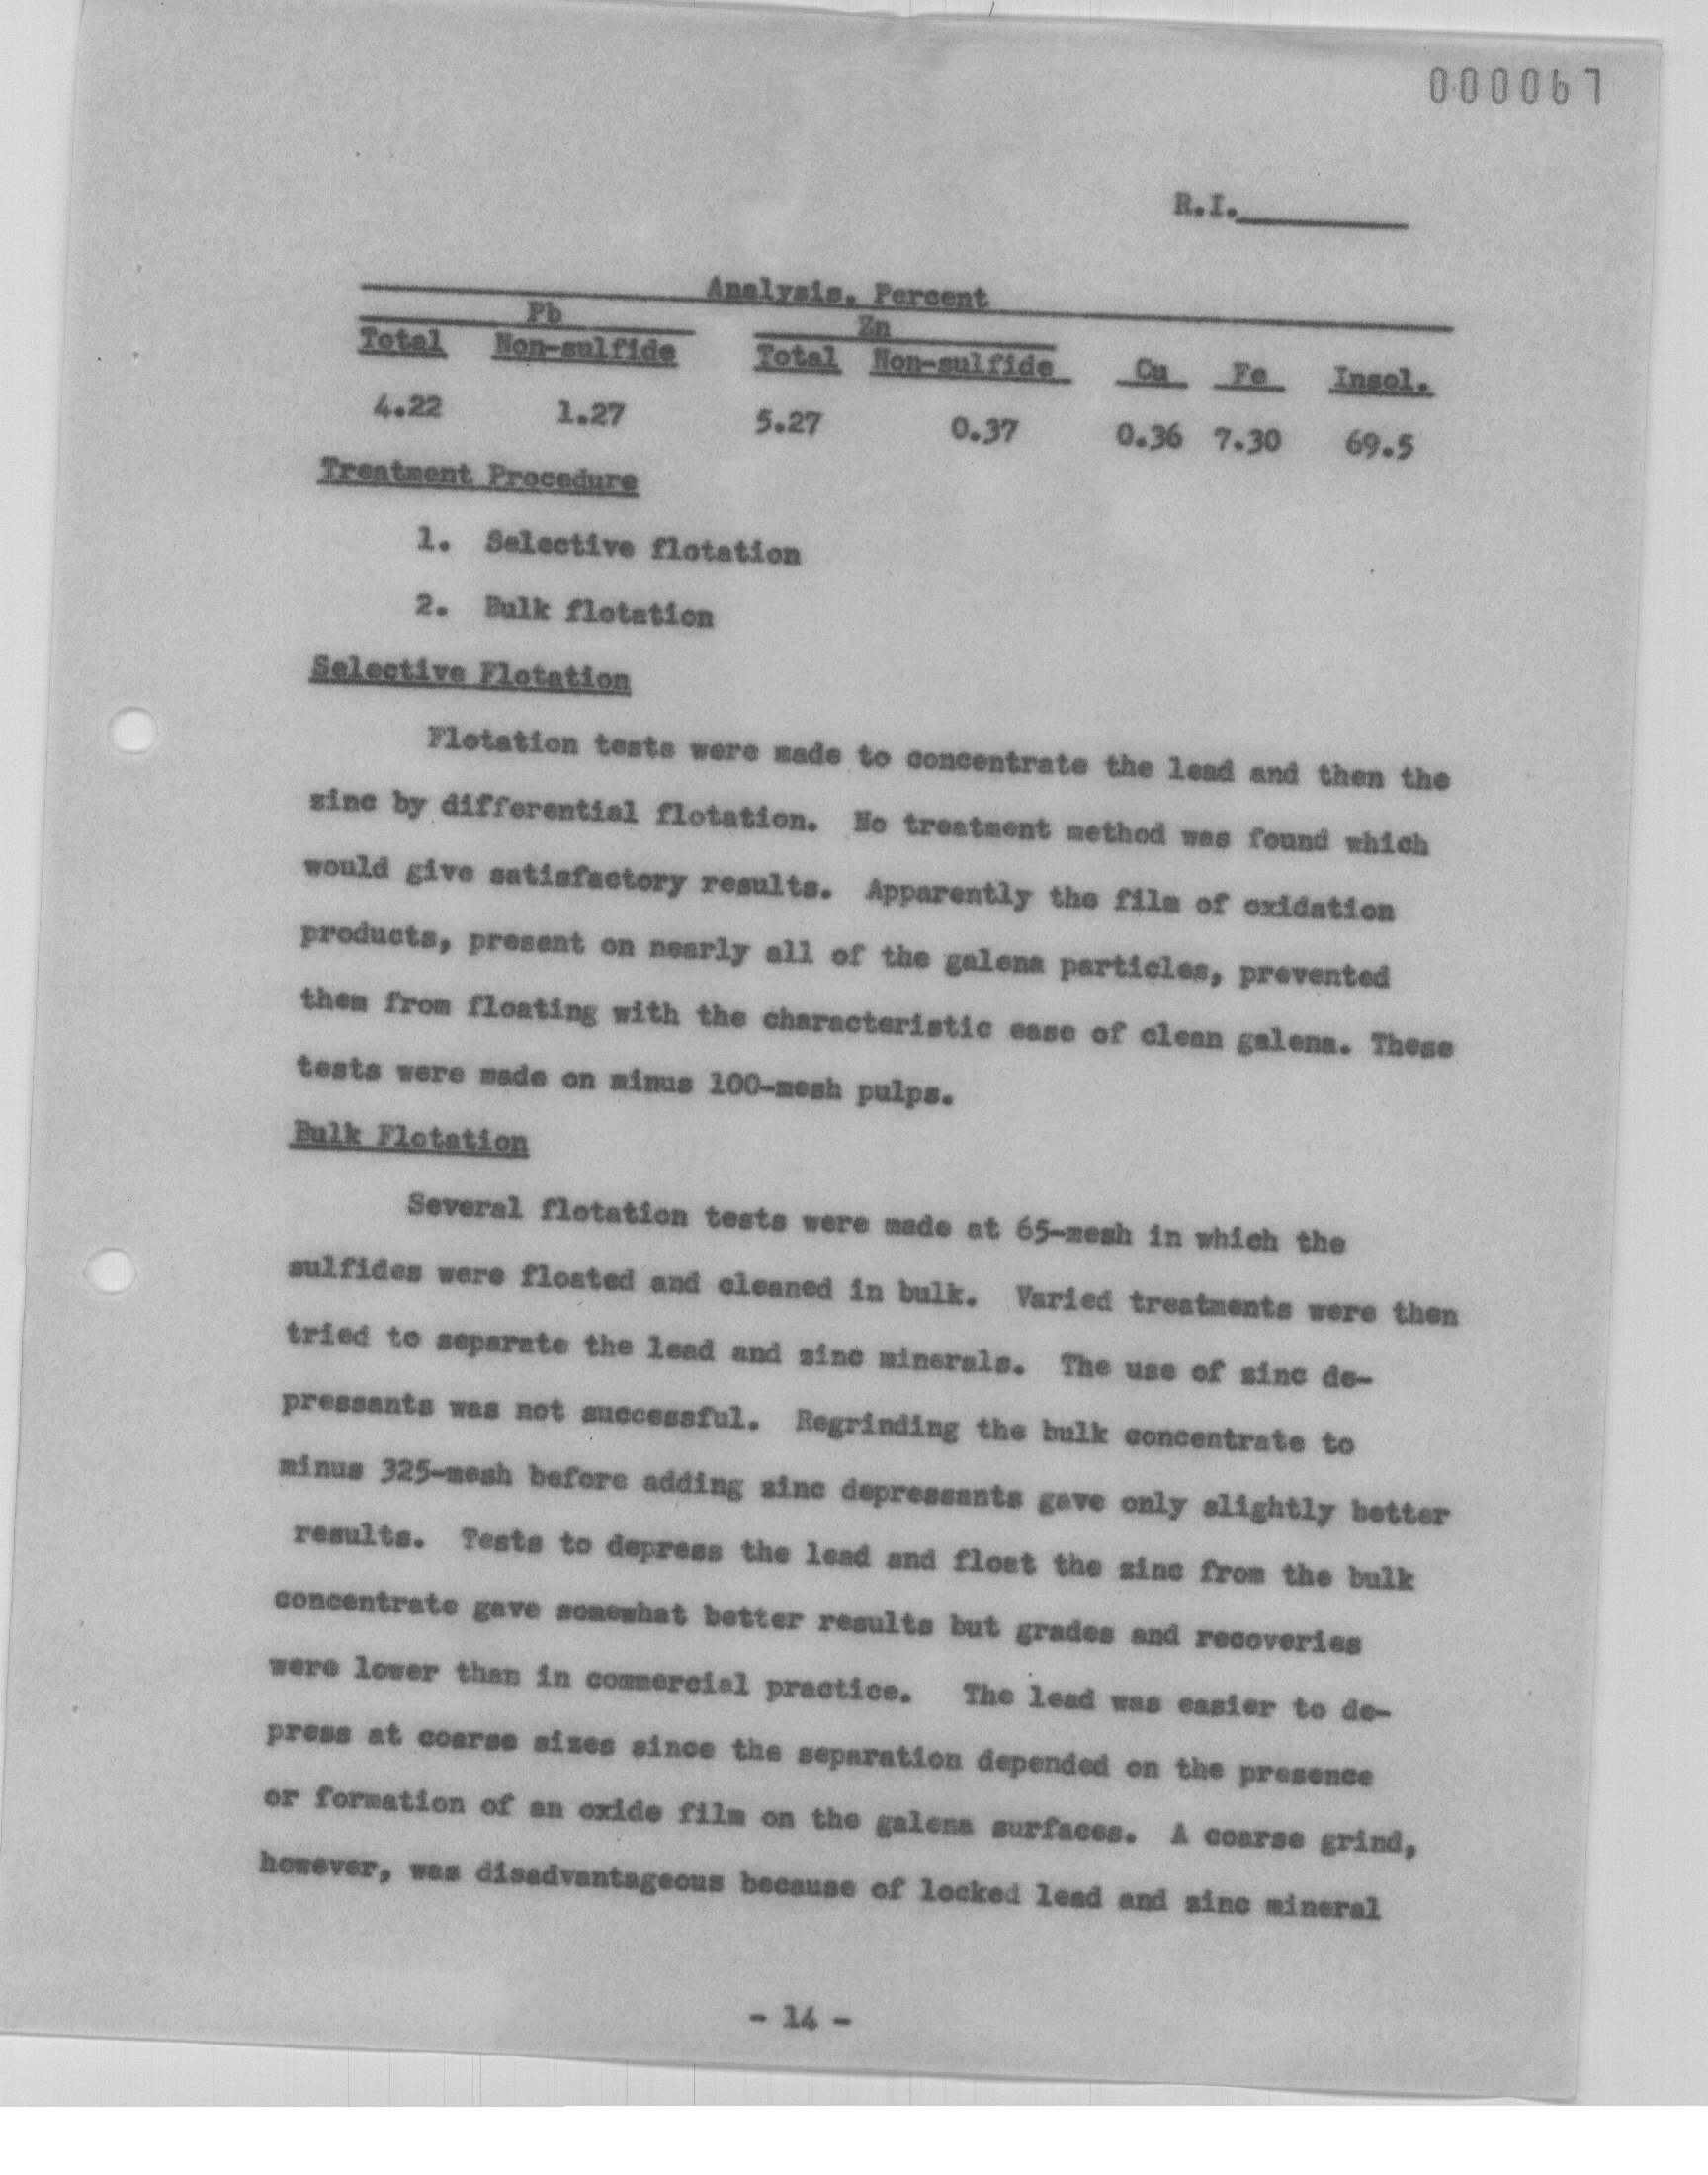 000067
R.I.
Analysis, Percent
Pb Zn
Total Non-sulfide Total Non-sulfide Cu Fe Insol.
4.22 1.27 5.27 0.37 0.36 7.30 69.5
Treatment Procedure
1. Selective flotation
2. Bulk flotation
Selective Flotation
Flotation tests were made to concentrate the lead and then the
zinc by differential flotation. No treatment method was found which
would give satisfactory results. Apparently the film of oxidation
products, present on nearly all of the galena particles, prevented
them from floating with the characteristic ease of clean galena. These
tests were made on minus 100-mesh pulps.
Bulk Flotation
Several flotation tests were made at 65-mesh in which the
sulfides were floated and cleaned in bulk. Varied treatments were then
tried to separate the lead and zinc minerals. The use of zinc de-
pressants was not successful. Regrinding the bulk concentrate to
minus 325-mesh before adding zinc depressants gave only slightly better
results. Tests to depress the lead and float the zinc from the bulk
concentrate gave somewhat better results but grades and recoveries
were lower than in commercial practice. The lead was easier to de-
press at coarse sizes since the separation depended on the presence
or formation of an oxide film on the galena surfaces. A coarse grind,
however, was disadvantageous because of locked lead and zinc mineral
- 14 -